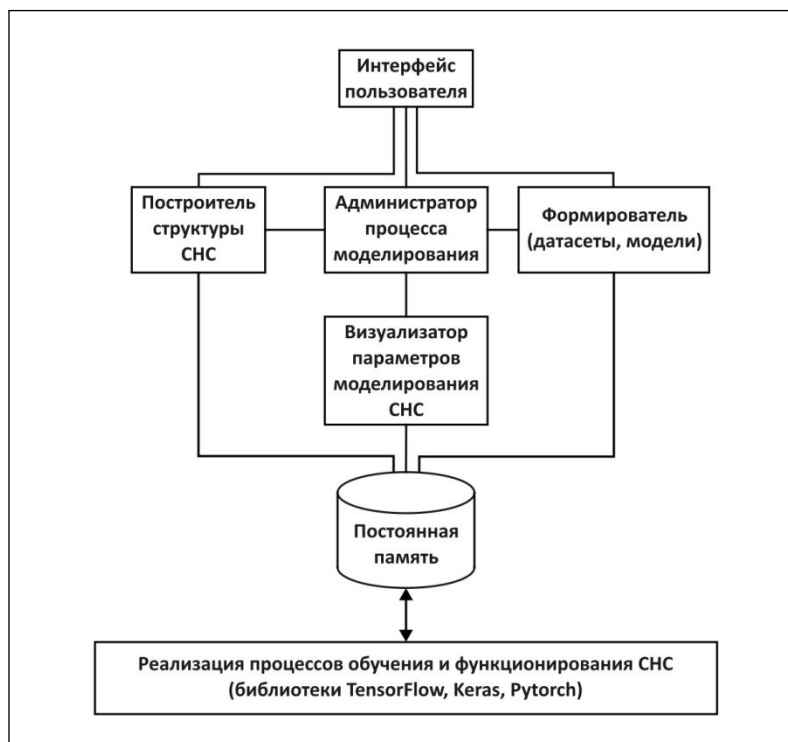 Интерфейс
пользователя
Построитель
структуры
СНС
Администратор
процесса
моделирования
Формирователь
(датасеты, модели)
Визуализатор
параметров
моделирования
СНС
Постоянная
память
Реализация процессов обучения и функционирования СНС
(библиотеки TensorFlow, Keras, Pytorch)